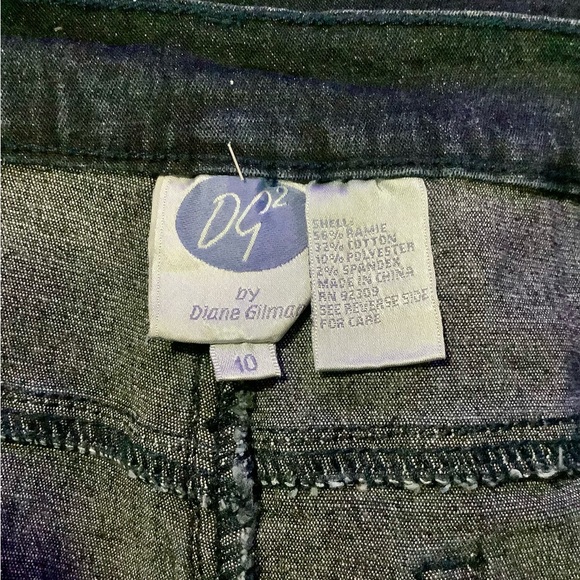 DG2
by
Diane Gilman
10
SHELL:
56% RAMIE
32% COTTON
10% POLYESTER
2% SPANDEX
MADE IN CHINA
RN 92309
SEE REVERSE SIDE
FOR CARE